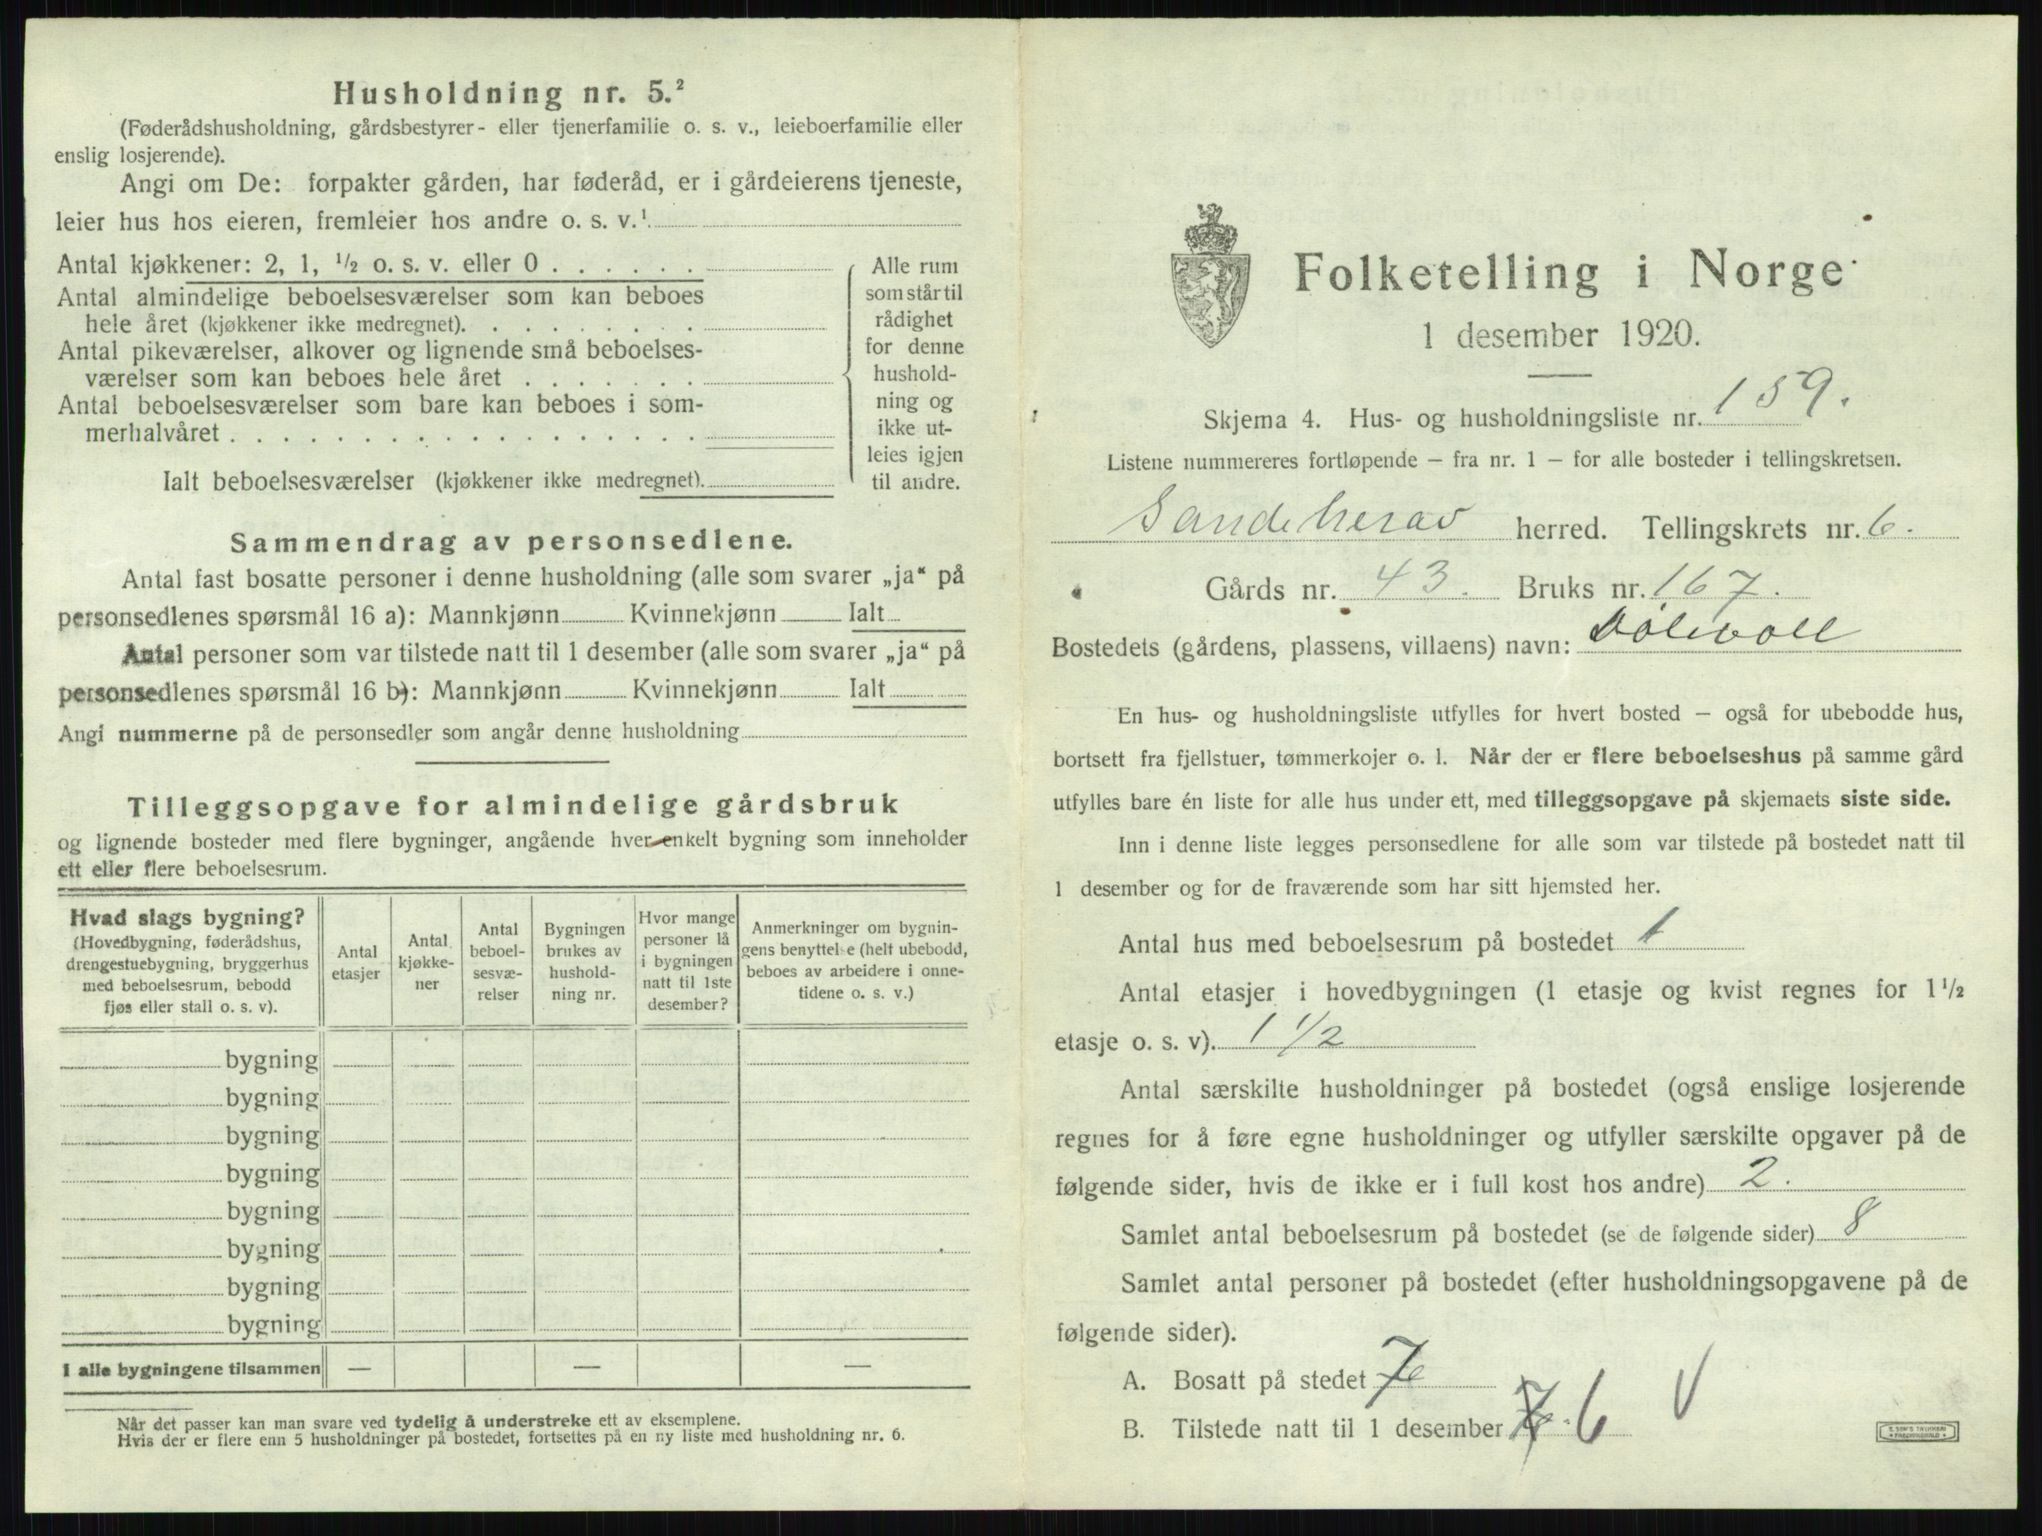 Husholdning nr. 5.²
(Føderådshusholdning, gårdsbestyrer- eller tjenerfamilie o. s. v., leieboerfamilie eller
enslig losjerende).
Angi om De: forpakter gården, har føderåd, er i gårdeierens tjeneste,
leier hus hos eieren, fremleier hos andre o. s. v.¹
Antal kjøkkener: 2, 1, ½ o. s. v. eller 0
Antal almindelige beboelsesværelser som kan beboes
hele året (kjøkkener ikke medregnet).
Antal pikeværelser, alkover og lignende små beboelses-
værelser som kan beboes hele året
Antal beboelsesværelser som bare kan beboes i som-
merhalvåret
Ialt beboelsesværelser (kjøkkener ikke medregnet).
Alle rum
som står til
rådighet
for denne
hushold-
ning og
ikke ut-
leies igjen
til andre.
Sammendrag av personsedlene.
Antal fast bosatte personer i denne husholdning (alle som svarer „ja“ på
personsedlenes spørsmål 16 a): Mannkjønn Kvinnekjønn Ialt
Antal personer som var tilstede natt til 1 desember (alle som svarer „ja“ på
personsedlenes spørsmål 16 b): Mannkjønn Kvinnekjønn Ialt
Angi nummerne på de personsedler som angår denne husholdning
Tilleggsopgave for almindelige gårdsbruk
og lignende bosteder med flere bygninger, angående hver enkelt bygning som inneholder
ett eller flere beboelsesrum.
Hvad slags bygning?
(Hovedbygning, føderådshus,
drengestuebygning, bryggerhus
med beboelsesrum, bebodd
fjøs eller stall o. s. v).
Antal
etasjer
Antal
kjøkke-
ner
Antal
beboel-
sesvæ-
relser
Bygningen
brukes av
hushold-
ning nr.
Hvor mange
personer lå
i bygningen
natt til 1ste
desember?
Anmerkninger om bygnin-
gens benyttelse (helt ubebodd,
beboes av arbeidere i onne-
tidene o. s. v.)
bygning
bygning
bygning
bygning
bygning
bygning
bygning
bygning
I alle bygningene tilsammen — — —
Når det passer kan man svare ved tydelig å understreke ett av eksemplene.
Hvis der er flere enn 5 husholdninger på bostedet, fortsettes på en ny liste med husholdning nr. 6.
Folketelling i Norge
1 desember 1920.
Skjema 4. Hus- og husholdningsliste nr. 159.
Listene nummereres fortløpende – fra nr. 1 – for alle bosteder i tellingskretsen.
Sandeherad herred. Tellingskrets nr. 6.
Gårds nr. 43. Bruks nr. 167.
Bostedets (gårdens, plassens, villaens) navn: Dølevoll
En hus- og husholdningsliste utfylles for hvert bosted – også for ubebodde hus,
bortsett fra fjellstuer, tømmerkojer o. l. Når der er flere beboelseshus på samme gård
utfylles bare én liste for alle hus under ett, med tilleggsopgave på skjemaets siste side.
Inn i denne liste legges personsedlene for alle som var tilstede på bostedet natt til
1 desember og for de fraværende som har sitt hjemsted her.
Antal hus med beboelsesrum på bostedet 1
Antal etasjer i hovedbygningen (1 etasje og kvist regnes for 1½
etasje o. s. v). 1 ½
Antal særskilte husholdninger på bostedet (også enslige losjerende
regnes for å føre egne husholdninger og utfyller særskilte opgaver på de
følgende sider, hvis de ikke er i full kost hos andre) 2.
Samlet antal beboelsesrum på bostedet (se de følgende sider) 8
Samlet antal personer på bostedet (efter husholdningsopgavene på de
følgende sider).
A. Bosatt på stedet 7
B. Tilstede natt til 1 desember 7. 6 V